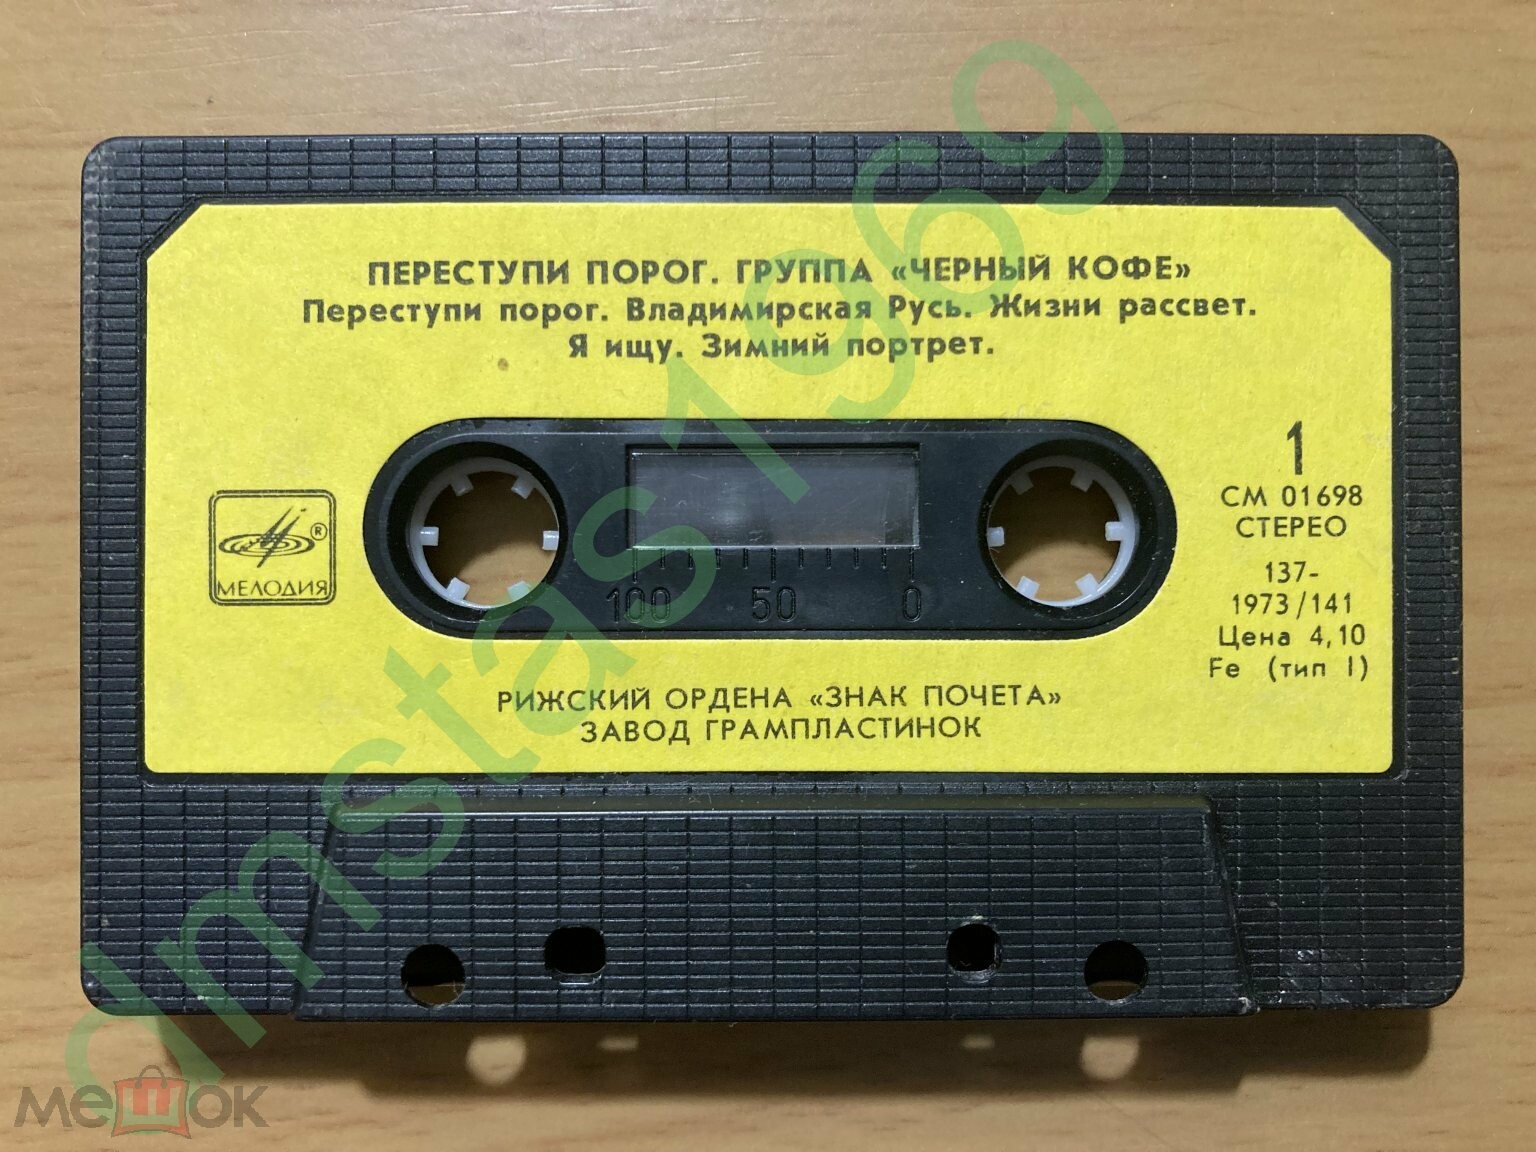 ПЕРЕСТУПИ ПОРОГ. ГРУППА «ЧЕРНЫЙ КОФЕ»
Переступи порог. Владимирская Русь. Жизни рассвет.
Я ищу. Зимний портрет.
1
СМ 01698
СТЕРЕО
137-
1973/141
Цена 4,10
Fe (тип I)
МЕЛОДИЯ
®
100 50 0
РИЖСКИЙ ОРДЕНА «ЗНАК ПОЧЕТА»
ЗАВОД ГРАМПЛАСТИНОК
dmstas1969
мешок